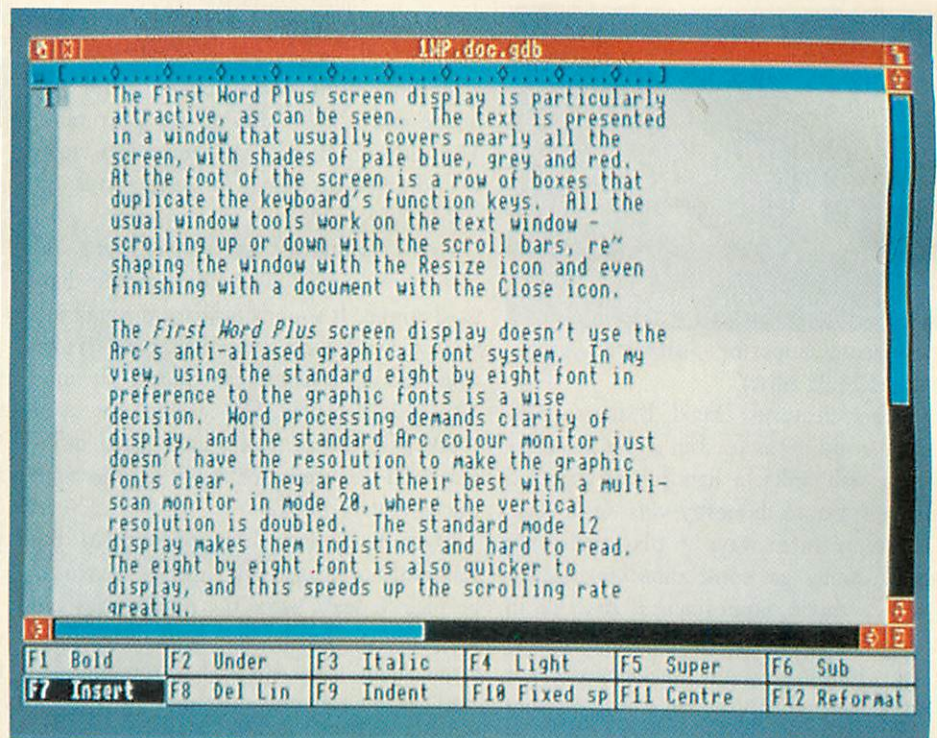 1WP.doc.gdb
The First Word Plus screen display is particularly
attractive, as can be seen. The text is presented
in a window that usually covers nearly all the
screen, with shades of pale blue, grey and red.
At the foot of the screen is a row of boxes that
duplicate the keyboard's function keys. All the
usual window tools work on the text window -
scrolling up or down with the scroll bars, re"
shaping the window with the Resize icon and even
finishing with a document with the Close icon.
The First Word Plus screen display doesn't use the
Arc's anti-aliased graphical font system. In my
view, using the standard eight by eight font in
preference to the graphic fonts is a wise
decision. Word processing demands clarity of
display, and the standard Arc colour monitor just
doesn't have the resolution to make the graphic
fonts clear. They are at their best with a multi-
scan monitor in mode 20, where the vertical
resolution is doubled. The standard mode 12
display makes them indistinct and hard to read.
The eight by eight font is also quicker to
display, and this speeds up the scrolling rate
greatly.
F1 Bold F2 Under F3 Italic F4 Light F5 Super F6 Sub
F7 Insert F8 Del Lin F9 Indent F10 Fixed sp F11 Centre F12 Reformat